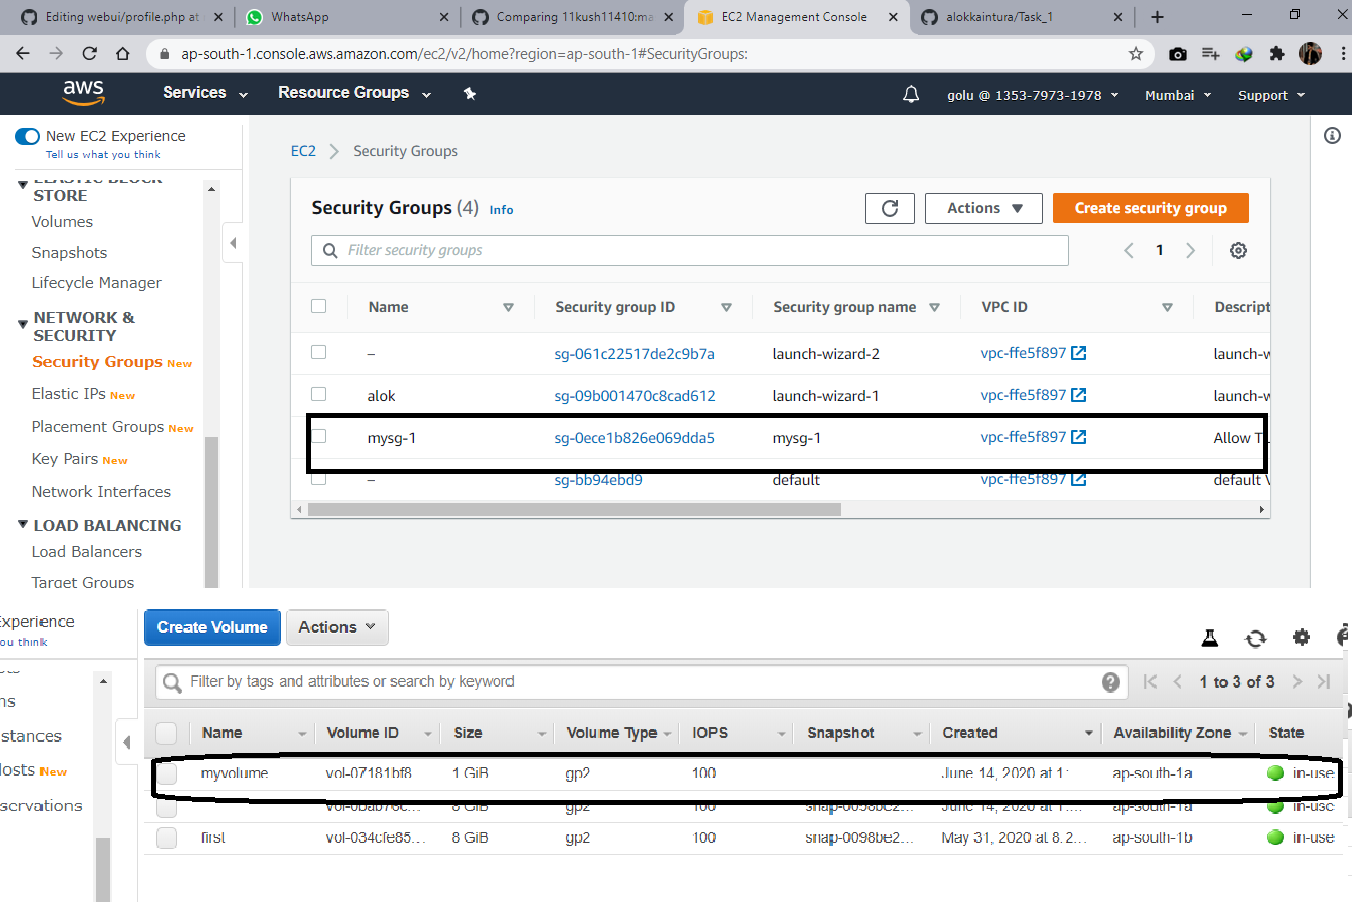 Editing webui/profile.php at
WhatsApp
Comparing 11kush11410:ma
EC2 Management Console
alokkaintura/Task_1
ap-south-1.console.aws.amazon.com/ec2/v2/home?region=ap-south-1#SecurityGroups:
aws
Services
Resource Groups
golu @ 1353-7973-1978
Mumbai
Support
New EC2 Experience
Tell us what you think
ELASTIC BLOCK
STORE
Volumes
Snapshots
Lifecycle Manager
NETWORK &
SECURITY
Security Groups New
Elastic IPs New
Placement Groups New
Key Pairs New
Network Interfaces
LOAD BALANCING
Load Balancers
Target Groups
EC2 > Security Groups
Security Groups (4) Info
Actions
Create security group
Filter security groups
1
Name Security group ID Security group name VPC ID Descript
– sg-061c22517de2c9b7a launch-wizard-2 vpc-ffe5f897 launch-w
alok sg-09b001470c8cad612 launch-wizard-1 vpc-ffe5f897 launch-w
mysg-1 sg-0ece1b826e069dda5 mysg-1 vpc-ffe5f897 Allow T
– sg-bb94ebd9 default vpc-ffe5f897 default V
Experience
ou think
ns
stances
Hosts New
servations
Create Volume
Actions
Filter by tags and attributes or search by keyword
1 to 3 of 3
Name Volume ID Size Volume Type IOPS Snapshot Created Availability Zone State
myvolume vol-07181bf8 1 GiB gp2 100 June 14, 2020 at 1: ap-south-1a in-use
8 GiB gp2 100 snap-0098be2... June 14, 2020 at 1:... ap-south-1a in-use
first vol-034cfe85... 8 GiB gp2 100 snap-0098be2... May 31, 2020 at 8:2... ap-south-1b in-use